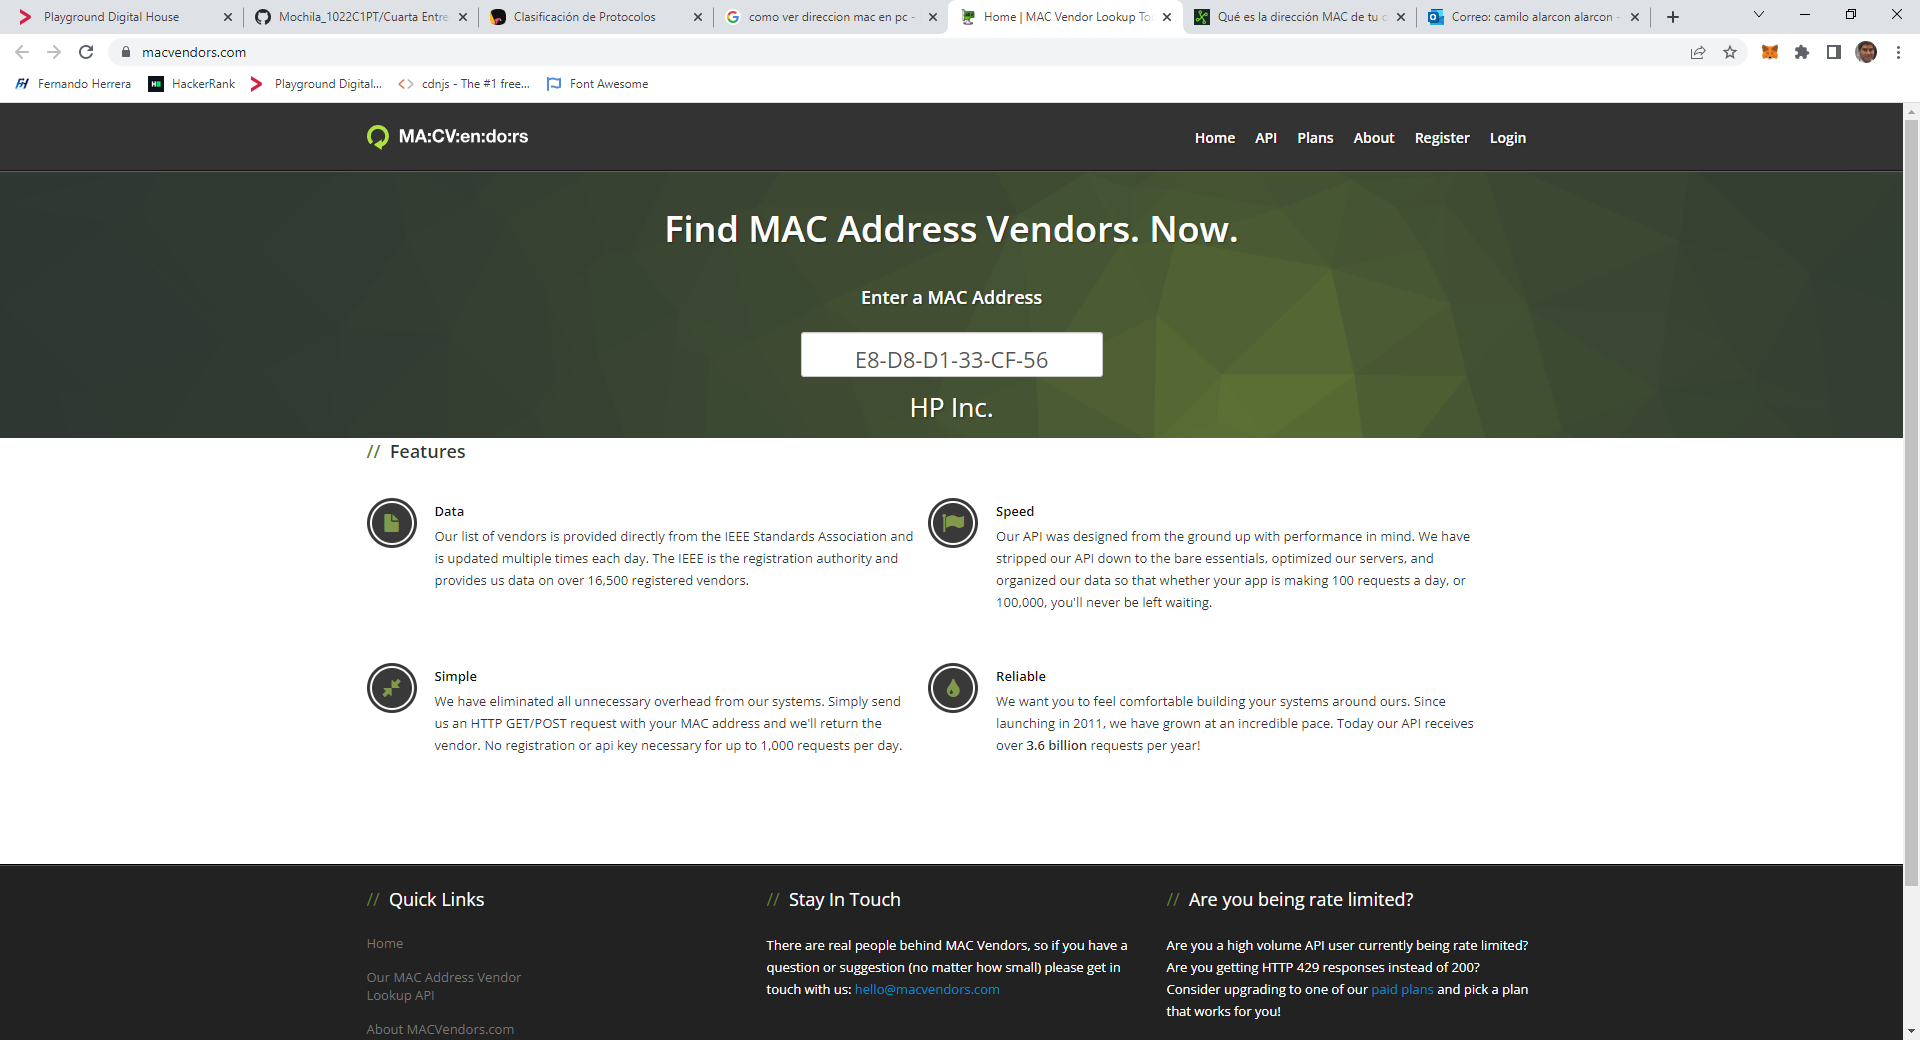 Playground Digital House
Mochila_1022C1PT/Cuarta Entre
Clasificación de Protocolos
como ver direccion mac en pc -
Home | MAC Vendor Lookup To
Qué es la dirección MAC de tu c
Correo: camilo alarcon alarcon -
macvendors.com
Fernando Herrera
HackerRank
Playground Digital...
cdnjs - The #1 free...
Font Awesome
MA:CV:en:do:rs
Home API Plans About Register Login
Find MAC Address Vendors. Now.
Enter a MAC Address
E8-D8-D1-33-CF-56
HP Inc.
// Features
Data
Our list of vendors is provided directly from the IEEE Standards Association and
is updated multiple times each day. The IEEE is the registration authority and
provides us data on over 16,500 registered vendors.
Speed
Our API was designed from the ground up with performance in mind. We have
stripped our API down to the bare essentials, optimized our servers, and
organized our data so that whether your app is making 100 requests a day, or
100,000, you'll never be left waiting.
Simple
We have eliminated all unnecessary overhead from our systems. Simply send
us an HTTP GET/POST request with your MAC address and we'll return the
vendor. No registration or api key necessary for up to 1,000 requests per day.
Reliable
We want you to feel comfortable building your systems around ours. Since
launching in 2011, we have grown at an incredible pace. Today our API receives
over 3.6 billion requests per year!
// Quick Links
Home
Our MAC Address Vendor
Lookup API
About MACVendors.com
// Stay In Touch
There are real people behind MAC Vendors, so if you have a
question or suggestion (no matter how small) please get in
touch with us: hello@macvendors.com
// Are you being rate limited?
Are you a high volume API user currently being rate limited?
Are you getting HTTP 429 responses instead of 200?
Consider upgrading to one of our paid plans and pick a plan
that works for you!